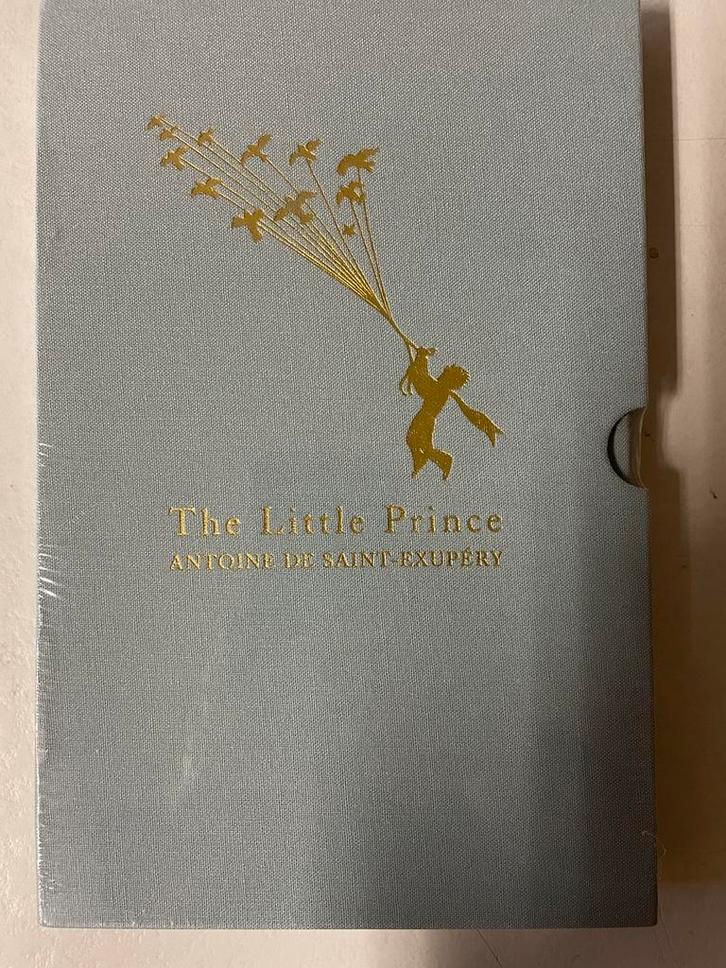 The Little Prince
ANTOINE DE SAINT-EXUPÉRY